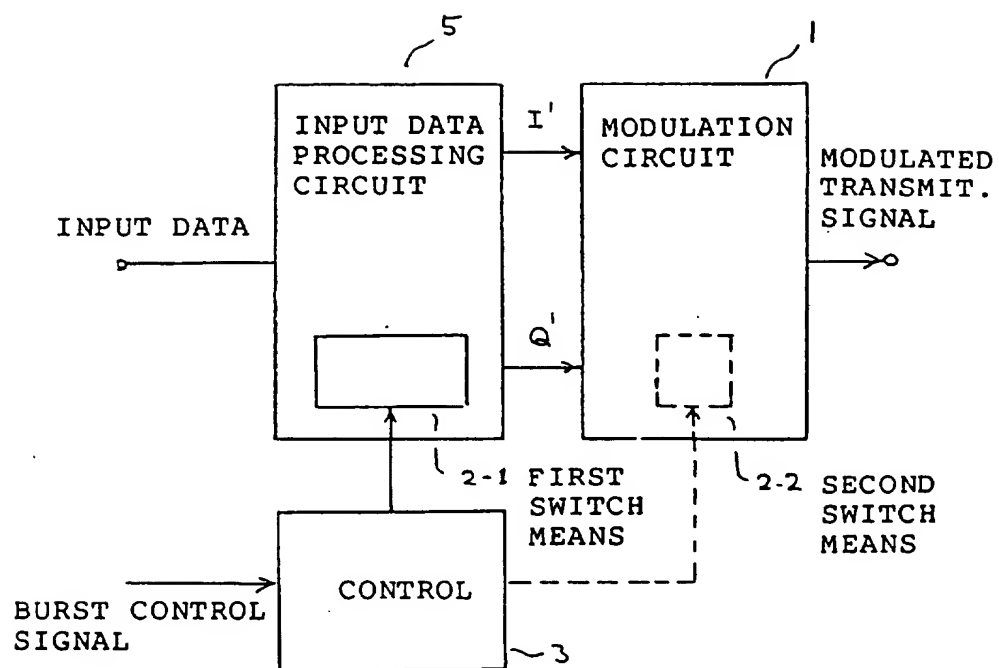 5
1
INPUT DATA
PROCESSING
CIRCUIT
I'
MODULATION
CIRCUIT
MODULATED
TRANSMIT.
SIGNAL
INPUT DATA
Q'
2-1 FIRST
SWITCH
MEANS
2-2 SECOND
SWITCH
MEANS
CONTROL
BURST CONTROL
SIGNAL
3